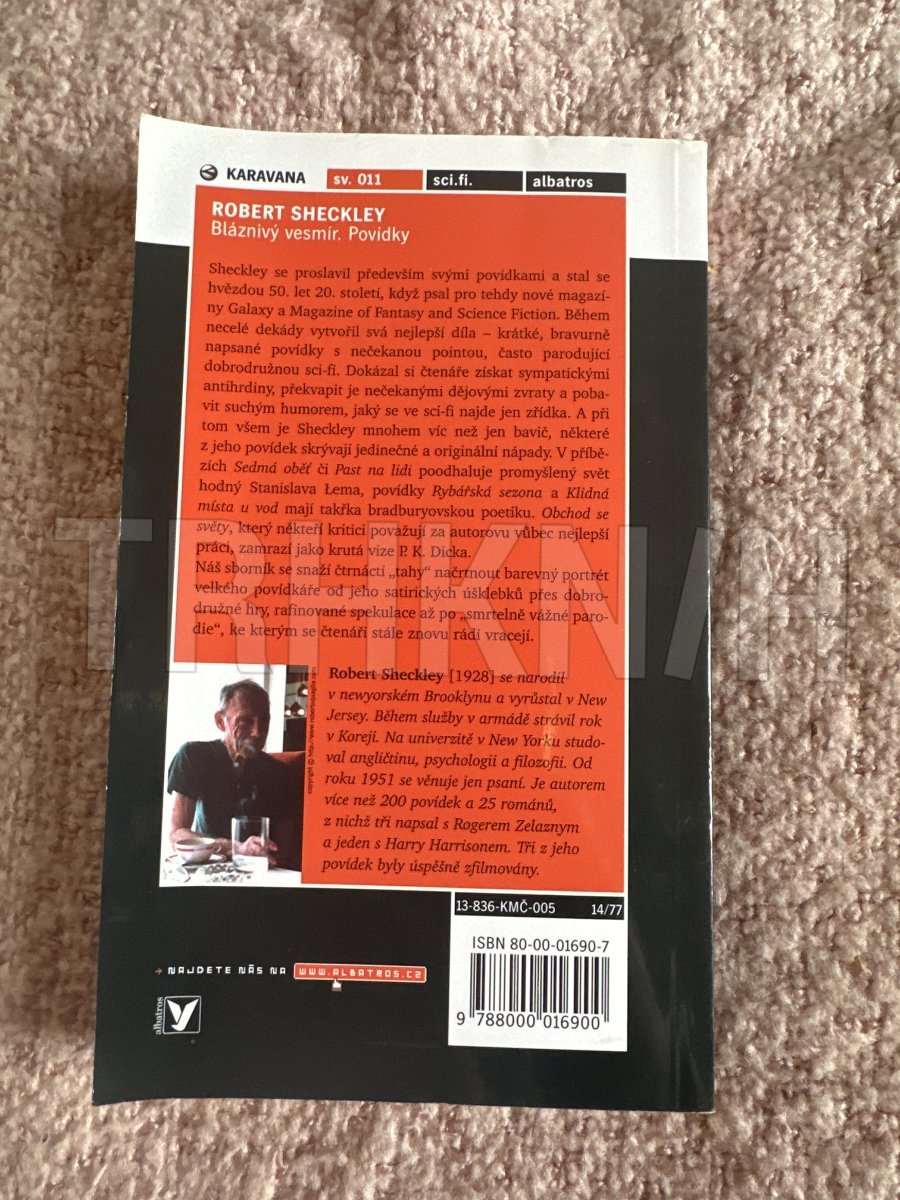 KARAVANA sv. 011 sci.fi. albatros
ROBERT SHECKLEY
Bláznivý vesmír. Povídky
Sheckley se proslavil především svými povídkami a stal se
hvězdou 50. let 20. století, když psal pro tehdy nové magazí-
ny Galaxy a Magazine of Fantasy and Science Fiction. Během
necelé dekády vytvořil svá nejlepší díla – krátké, bravurně
napsané povídky s nečekanou pointou, často parodující
dobrodružnou sci-fi. Dokázal si čtenáře získat sympatickými
antihrdiny, překvapit je nečekanými dějovými zvraty a poba-
vit suchým humorem, jaký se ve sci-fi najde jen zřídka. A při
tom všem je Sheckley mnohem víc než jen bavič, některé
z jeho povídek skrývají jedinečné a originální nápady. V příbě-
zích Sedmá oběť či Past na lidi poodhaluje promyšlený svět
hodný Stanislava Łema, povídky Rybářská sezona a Klidná
místa u vod mají takřka bradburyovskou poetiku. Obchod se
světy, který někteří kritici považují za autorovu vůbec nejlepší
práci, zamrazí jako krutá vize P. K. Dicka.
Náš sborník se snaží čtrnácti „tahy“ načrtnout barevný portrét
velkého povídkáře od jeho satirických úšklebků přes dobro-
družné hry, rafinované spekulace až po „smrtelně vážné paro-
die“, ke kterým se čtenáři stále znovu rádi vracejí.
TRHKNIH
Robert Sheckley [1928] se narodil
v newyorském Brooklynu a vyrůstal v New
Jersey. Během služby v armádě strávil rok
v Koreji. Na univerzitě v New Yorku studo-
val angličtinu, psychologii a filozofii. Od
roku 1951 se věnuje jen psaní. Je autorem
více než 200 povídek a 25 románů,
z nichž tři napsal s Rogerem Zelaznym
a jeden s Harry Harrisonem. Tři z jeho
povídek byly úspěšně zfilmovány.
copyright © http://www.robertoquaglia.com
13-836-KMČ-005 14/77
ISBN 80-00-01690-7
9 788000 016900
NAJDETE NÁS NA WWW.ALBATROS.CZ
albatros